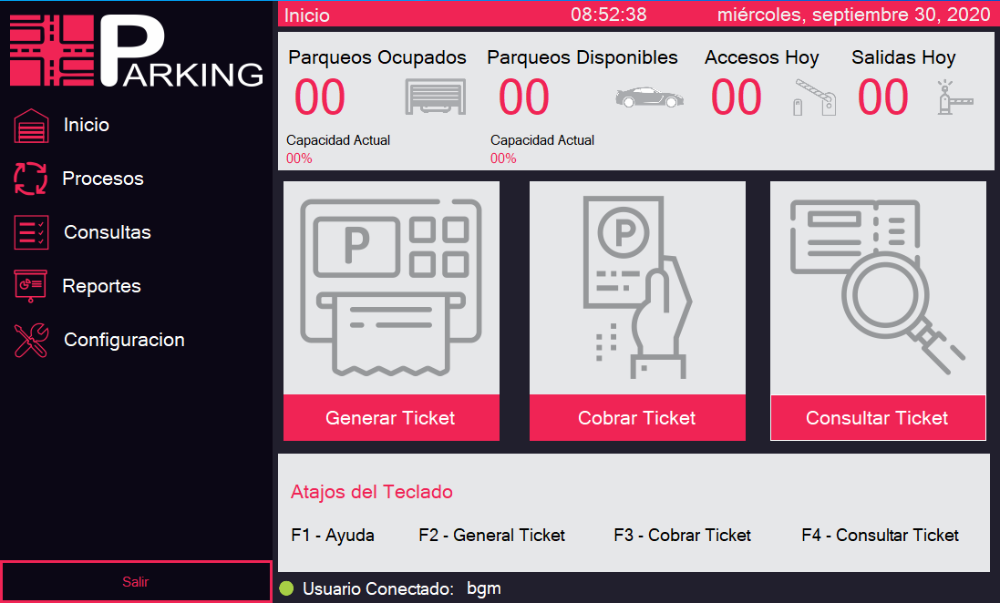 PARKING
Inicio
Procesos
Consultas
Reportes
Configuracion
Salir
Inicio 08:52:38 miércoles, septiembre 30, 2020
Parqueos Ocupados Parqueos Disponibles Accesos Hoy Salidas Hoy
00 00 00 00
Capacidad Actual Capacidad Actual
00% 00%
P P
Generar Ticket Cobrar Ticket Consultar Ticket
Atajos del Teclado
F1 - Ayuda F2 - General Ticket F3 - Cobrar Ticket F4 - Consultar Ticket
Usuario Conectado: bgm